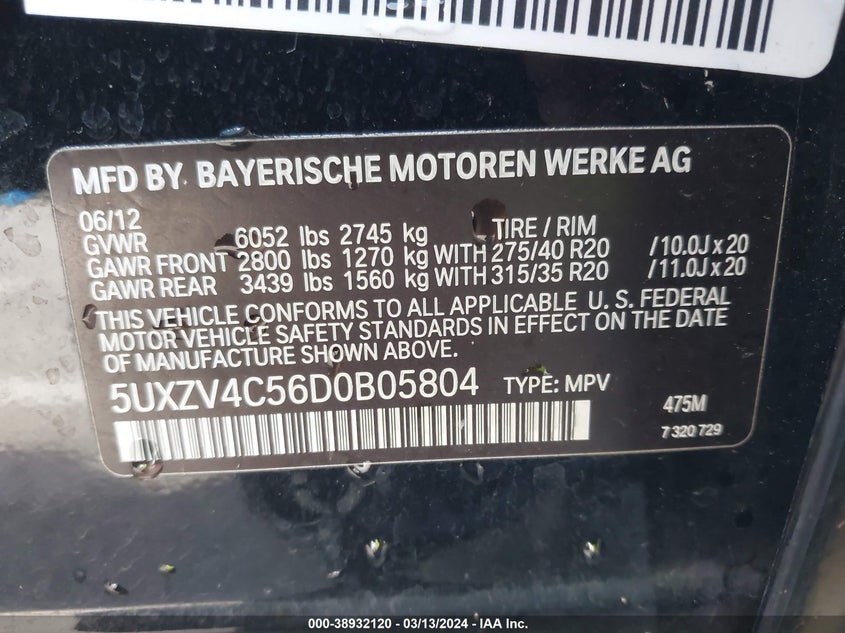 MFD BY BAYERISCHE MOTOREN WERKE AG
06/12 TIRE / RIM
GVWR 6052 lbs 2745 kg
GAWR FRONT 2800 lbs 1270 kg WITH 275/40 R20 /10.0J x 20
GAWR REAR 3439 lbs 1560 kg WITH 315/35 R20 /11.0J x 20
THIS VEHICLE CONFORMS TO ALL APPLICABLE U. S. FEDERAL
MOTOR VEHICLE SAFETY STANDARDS IN EFFECT ON THE DATE
OF MANUFACTURE SHOWN ABOVE.
5UXZV4C56D0B05804 TYPE: MPV
475M
7 320 729
000-38932120 - 03/13/2024 - IAA Inc.